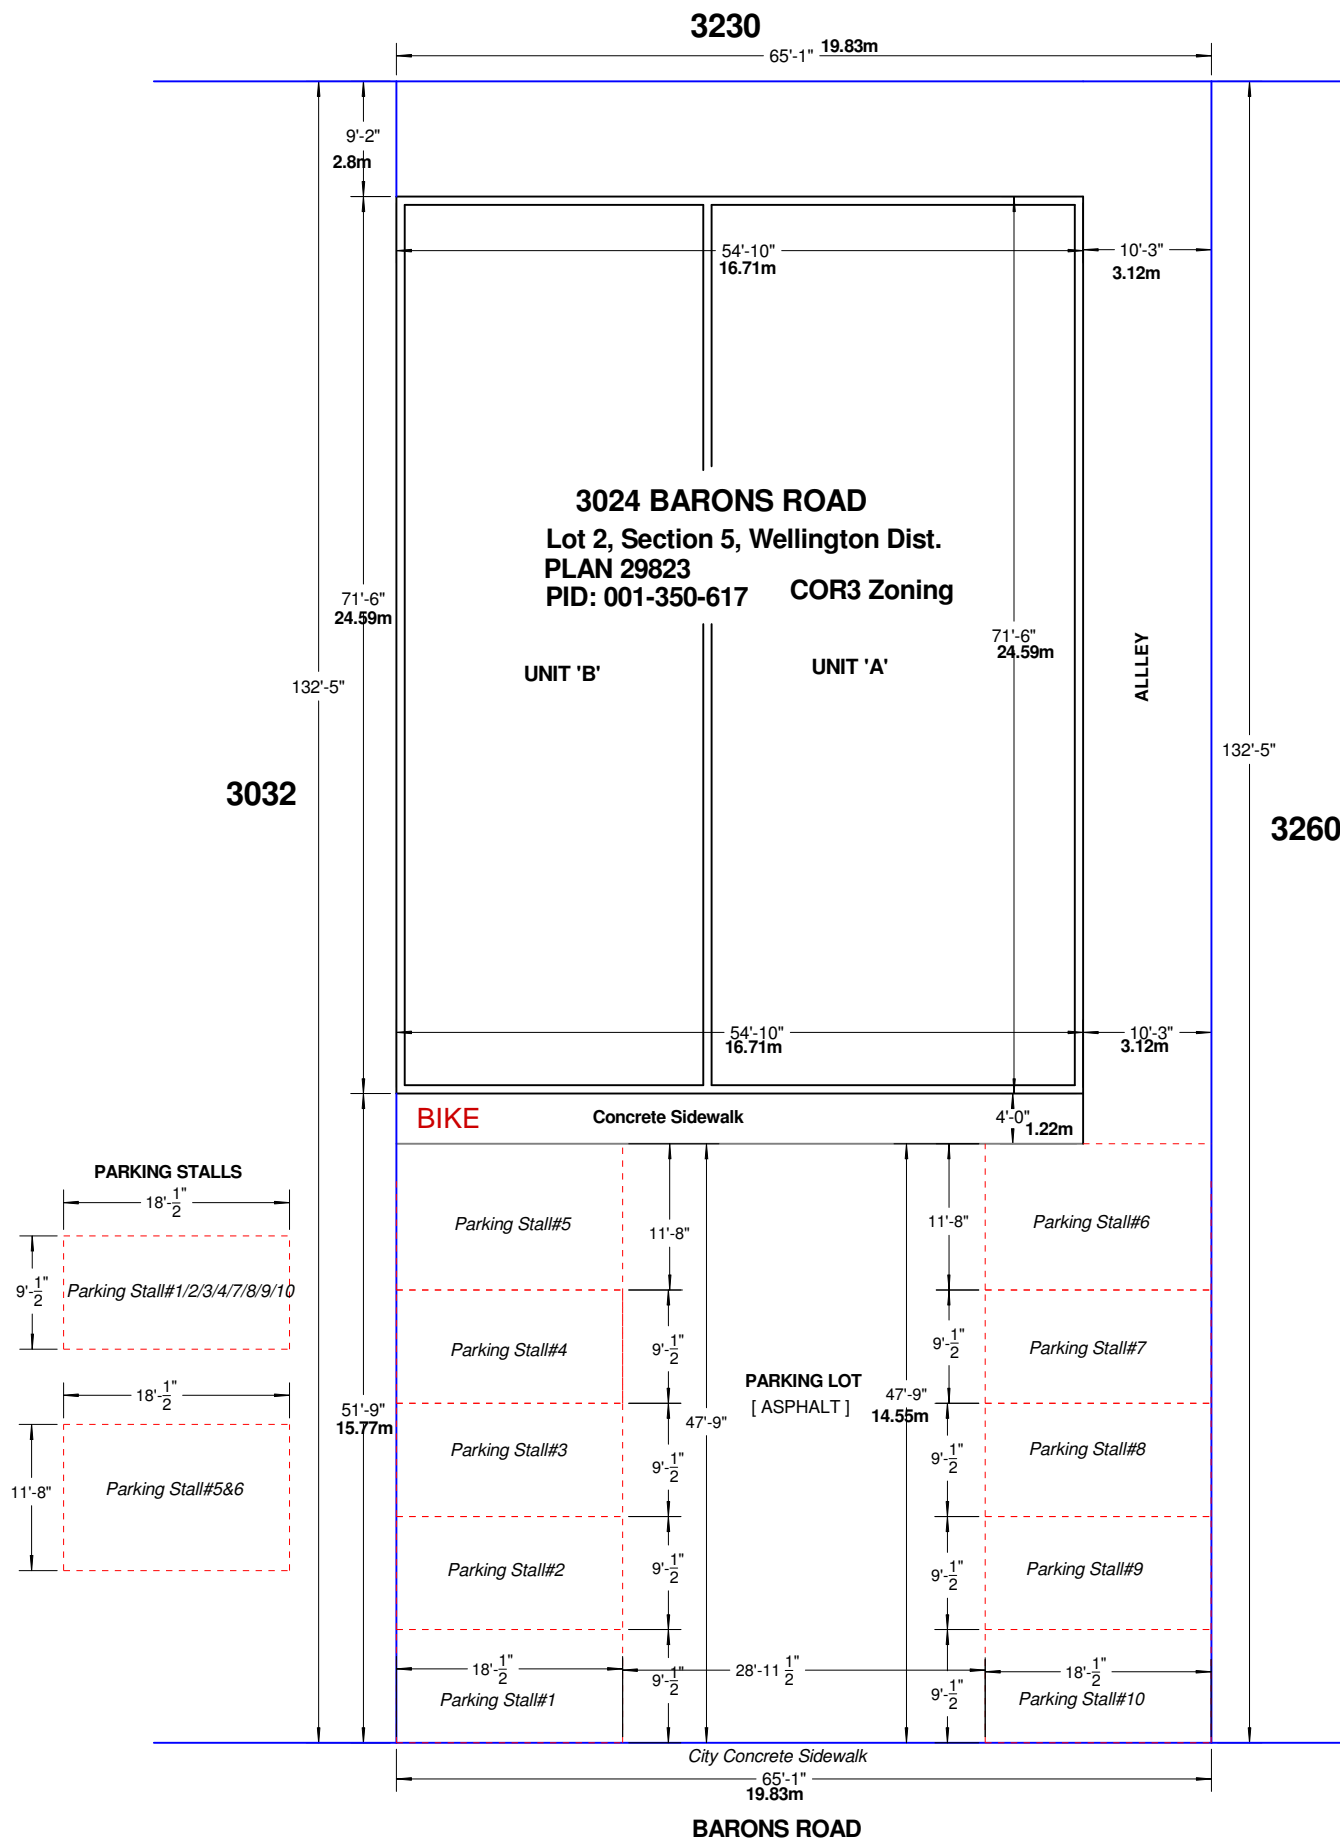 3230
65'-1" 19.83m
9'-2"
2.8m
54'-10"
16.71m
10'-3"
3.12m
3024 BARONS ROAD
Lot 2, Section 5, Wellington Dist.
PLAN 29823
PID: 001-350-617 COR3 Zoning
71'-6"
24.59m
71'-6"
24.59m
UNIT 'B'
UNIT 'A'
ALLLEY
132'-5"
132'-5"
3032
3260
54'-10"
16.71m
10'-3"
3.12m
BIKE
Concrete Sidewalk
4'-0" 1.22m
PARKING STALLS
18'-1/2"
9'-1/2"
Parking Stall#1/2/3/4/7/8/9/10
18'-1/2"
11'-8"
Parking Stall#5&6
Parking Stall#5
11'-8"
11'-8"
Parking Stall#6
Parking Stall#4
9'-1/2"
9'-1/2"
Parking Stall#7
PARKING LOT
[ ASPHALT ]
51'-9"
15.77m
47'-9"
47'-9"
14.55m
Parking Stall#3
9'-1/2"
9'-1/2"
Parking Stall#8
Parking Stall#2
9'-1/2"
9'-1/2"
Parking Stall#9
18'-1/2"
28'-11 1/2"
18'-1/2"
9'-1/2"
9'-1/2"
Parking Stall#1
Parking Stall#10
City Concrete Sidewalk
65'-1"
19.83m
BARONS ROAD